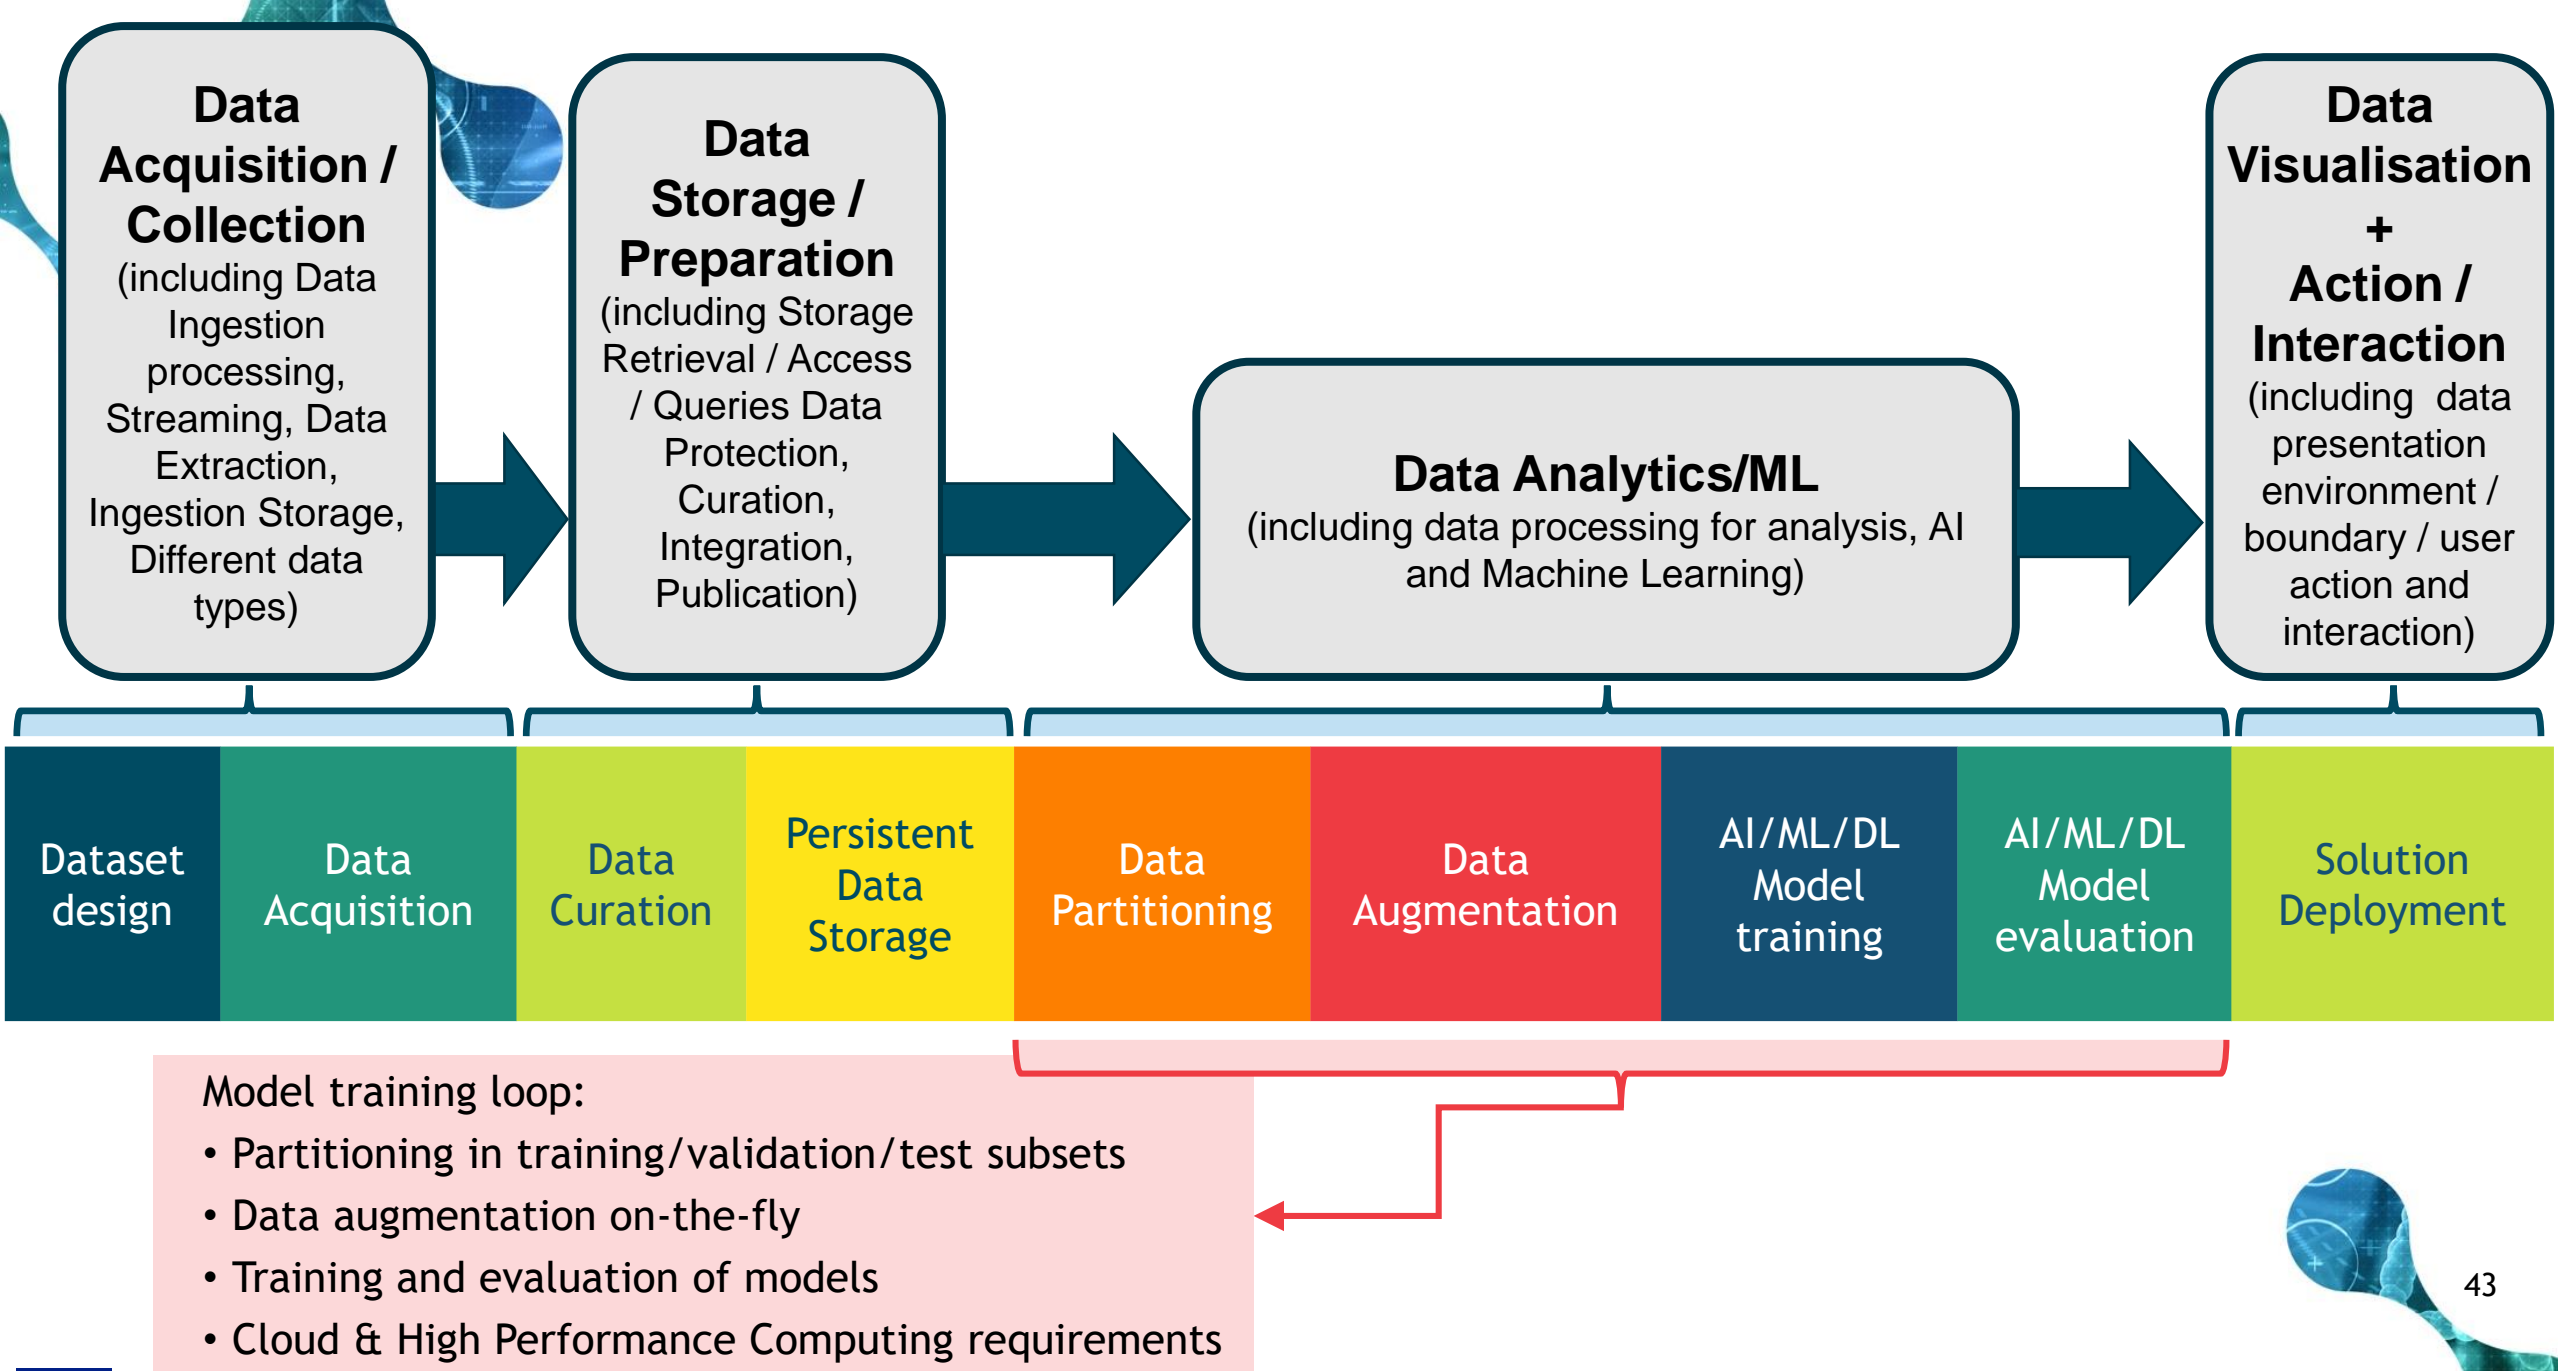 Data
Acquisition /
Collection
(including Data
Ingestion
processing,
Streaming, Data
Extraction,
Ingestion Storage,
Different data
types)
Data
Storage /
Preparation
(including Storage
Retrieval / Access
/ Queries Data
Protection,
Curation,
Integration,
Publication)
Data Analytics/ML
(including data processing for analysis, AI
and Machine Learning)
Data
Visualisation
+
Action /
Interaction
(including  data
presentation
environment /
boundary / user
action and
interaction)
Dataset
design
Data
Acquisition
Data
Curation
Persistent
Data
Storage
Data
Partitioning
Data
Augmentation
AI/ML/DL
Model
training
AI/ML/DL
Model
evaluation
Solution
Deployment
Model training loop:
• Partitioning in training/validation/test subsets
• Data augmentation on-the-fly
• Training and evaluation of models
• Cloud & High Performance Computing requirements
43